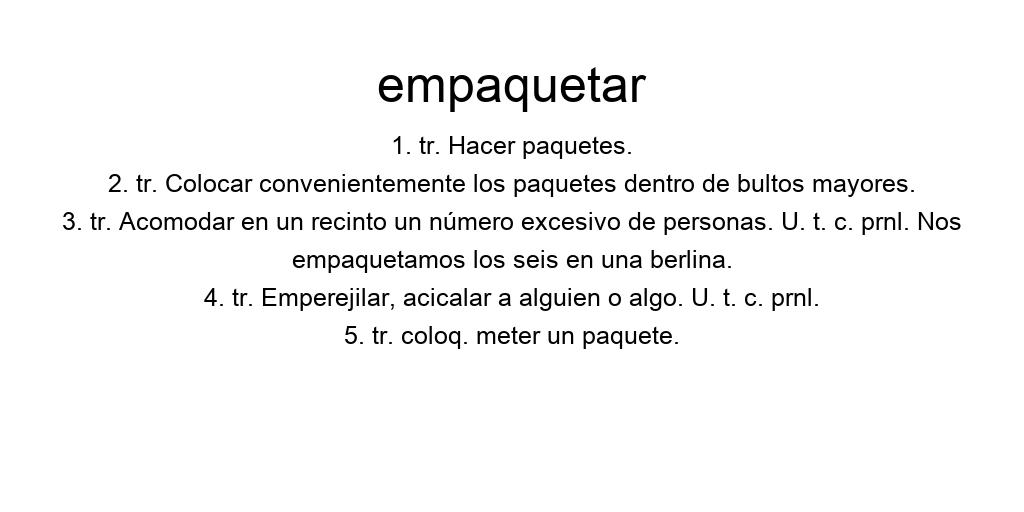 empaquetar
1. tr. Hacer paquetes.
2. tr. Colocar convenientemente los paquetes dentro de bultos mayores.
3. tr. Acomodar en un recinto un número excesivo de personas. U. t. c. prnl. Nos
empaquetamos los seis en una berlina.
4. tr. Emperejilar, acicalar a alguien o algo. U. t. c. prnl.
5. tr. coloq. meter un paquete.